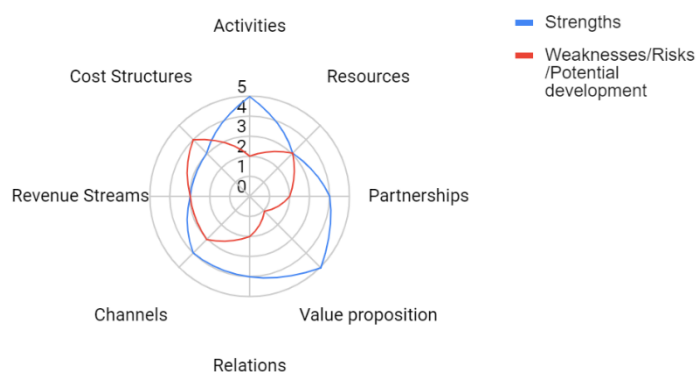 Activities
Strengths
Weaknesses/Risks
/Potential
development
Cost Structures
Resources
5
4
3
2
1
0
Revenue Streams
Partnerships
Channels
Value proposition
Relations